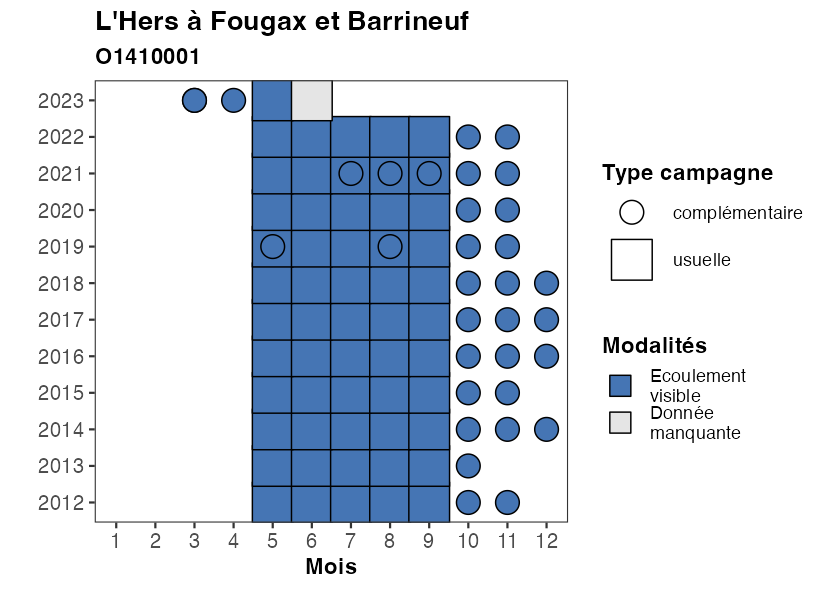 L'Hers à Fougax et Barrineuf
O1410001
2023
2022
2021
2020
2019
2018
2017
2016
2015
2014
2013
2012
1 2 3 4 5 6 7 8 9 10 11 12
Mois
Type campagne
complémentaire
usuelle
Modalités
Ecoulement
visible
Donnée
manquante